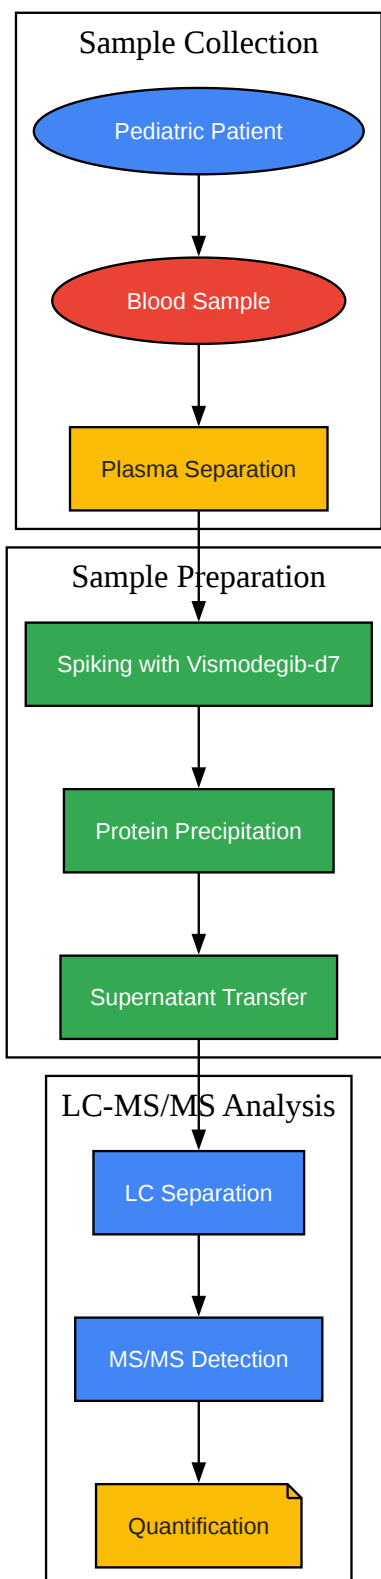 Sample Collection
Pediatric Patient
Blood Sample
Plasma Separation
Sample Preparation
Spiking with Vismodegib-d7
Protein Precipitation
Supernatant Transfer
LC-MS/MS Analysis
LC Separation
MS/MS Detection
Quantification